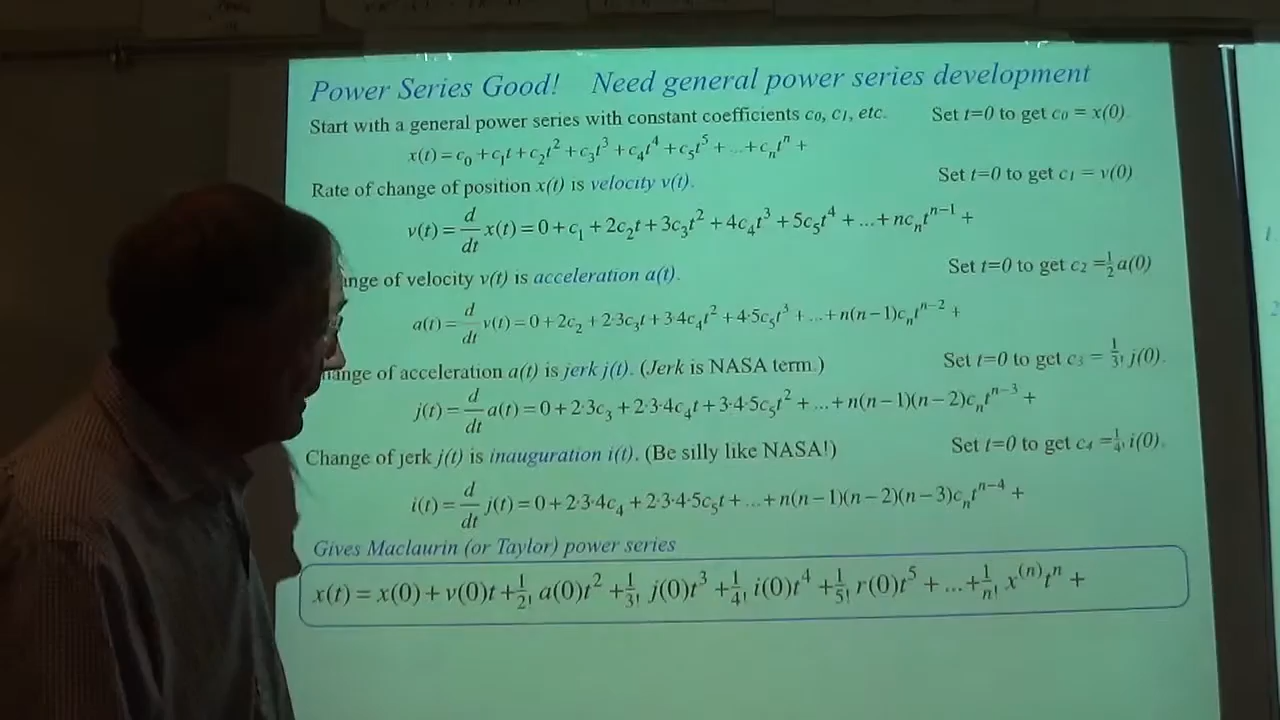 Power Series Good! Need general power series development
Start with a general power series with constant coefficients c₀, c₁, etc. Set t=0 to get c₀ = x(0).
x(t) = c₀ + c₁t + c₂t² + c₃t³ + c₄t⁴ + c₅t⁵ + ... + cₙtⁿ +
Rate of change of position x(t) is velocity v(t). Set t=0 to get c₁ = v(0)
v(t) = d/dt x(t) = 0 + c₁ + 2c₂t + 3c₃t² + 4c₄t³ + 5c₅t⁴ + ... + ncₙtⁿ⁻¹ +
ange of velocity v(t) is acceleration a(t). Set t=0 to get c₂ = ½ a(0)
a(t) = d/dt v(t) = 0 + 2c₂ + 2·3c₃t + 3·4c₄t² + 4·5c₅t³ + ... + n(n−1)cₙtⁿ⁻² +
hange of acceleration a(t) is jerk j(t). (Jerk is NASA term.) Set t=0 to get c₃ = 1/3! j(0).
j(t) = d/dt a(t) = 0 + 2·3c₃ + 2·3·4c₄t + 3·4·5c₅t² + ... + n(n−1)(n−2)cₙtⁿ⁻³ +
Change of jerk j(t) is inauguration i(t). (Be silly like NASA!) Set t=0 to get c₄ = 1/4! i(0).
i(t) = d/dt j(t) = 0 + 2·3·4c₄ + 2·3·4·5c₅t + ... + n(n−1)(n−2)(n−3)cₙtⁿ⁻⁴ +
Gives Maclaurin (or Taylor) power series
x(t) = x(0) + v(0)t + 1/2! a(0)t² + 1/3! j(0)t³ + 1/4! i(0)t⁴ + 1/5! r(0)t⁵ + ... + 1/n! x⁽ⁿ⁾tⁿ +